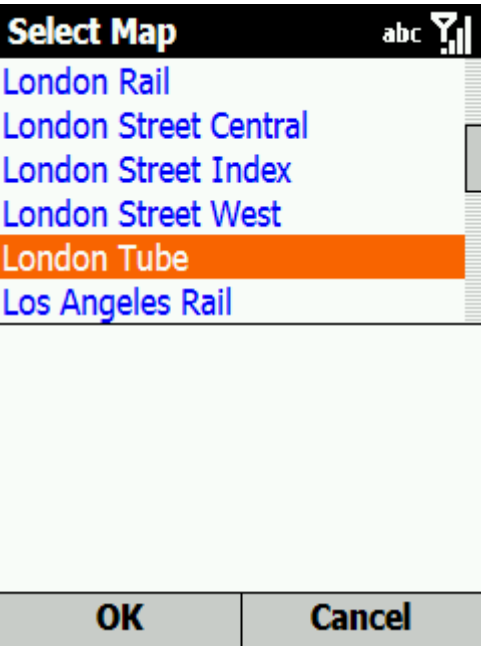 Select Map abc
London Rail
London Street Central
London Street Index
London Street West
London Tube
Los Angeles Rail
OK Cancel